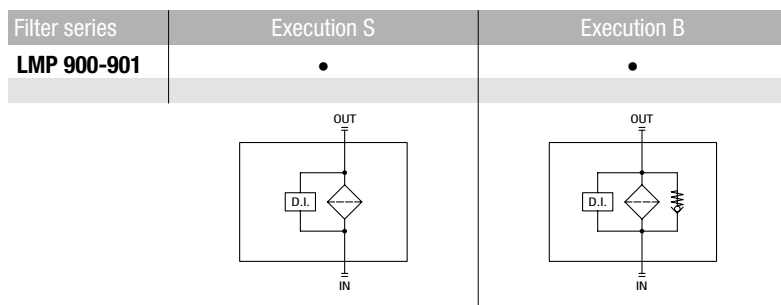 Filter series Execution S Execution B
LMP 900-901 • •
OUT OUT
D.I. D.I.
IN IN